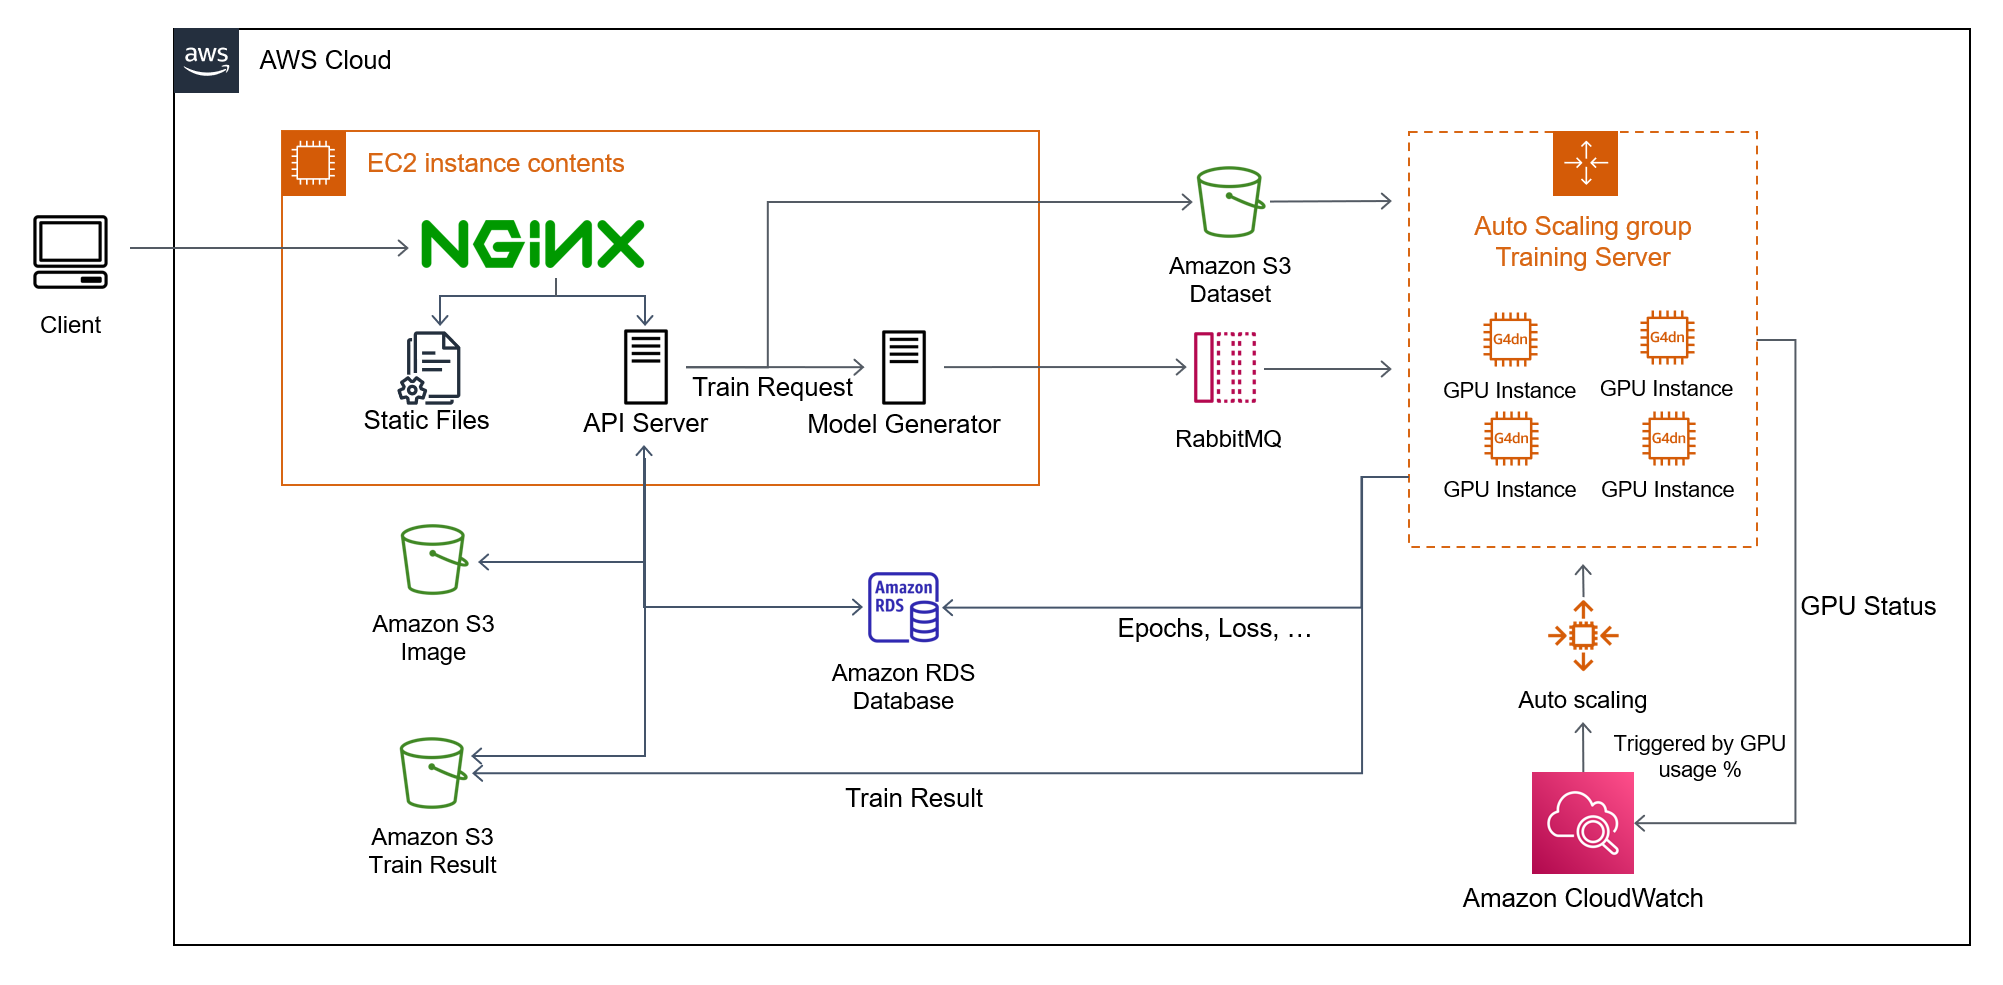 aws
AWS Cloud
EC2 instance contents
NGINX
Client
Static Files
API Server
Train Request
Model Generator
Amazon S3
Dataset
RabbitMQ
Auto Scaling group
Training Server
G4dn
GPU Instance
G4dn
GPU Instance
G4dn
GPU Instance
G4dn
GPU Instance
Amazon S3
Image
Amazon
RDS
Amazon RDS
Database
Epochs, Loss, …
GPU Status
Auto scaling
Triggered by GPU
usage %
Amazon S3
Train Result
Train Result
Amazon CloudWatch